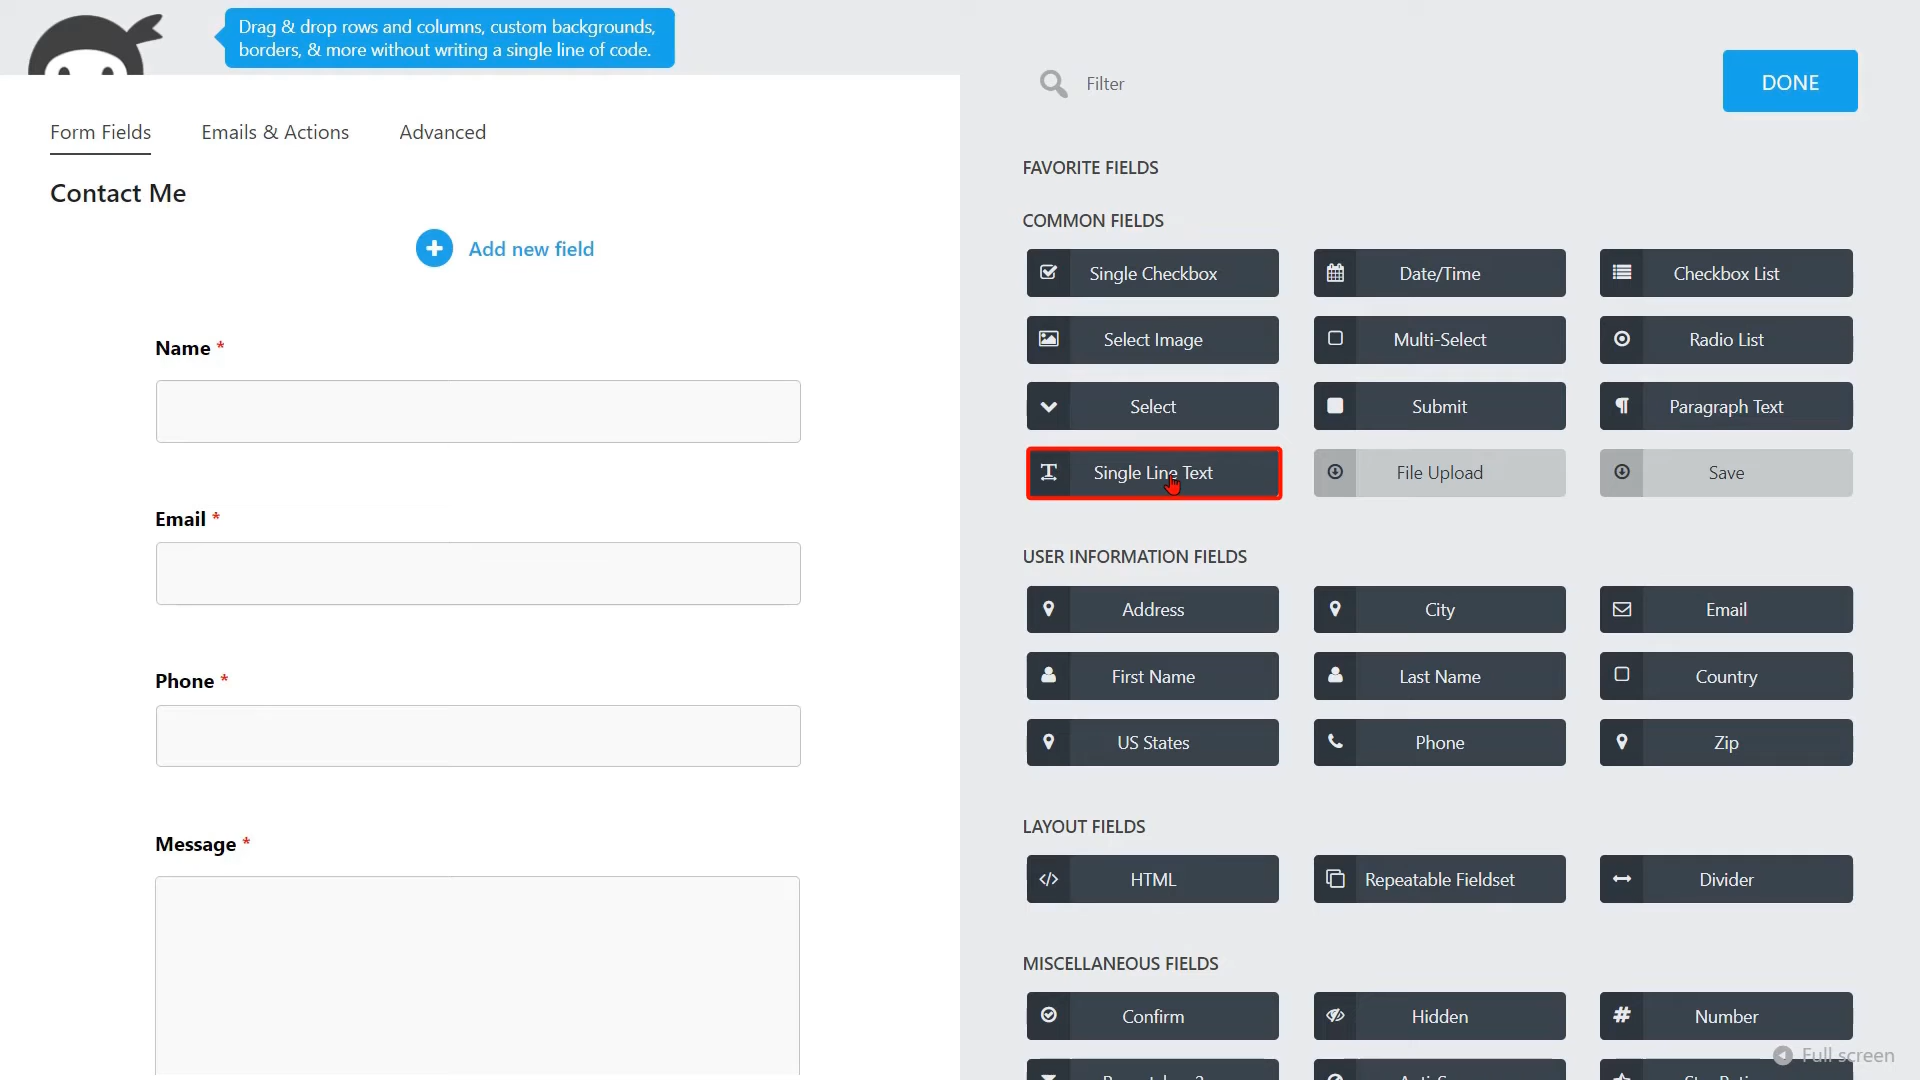 Drag & drop rows and columns, custom backgrounds,
borders, & more without writing a single line of code.
Form Fields
Emails & Actions
Advanced
Contact Me
Add new field
Name *
Email *
Phone *
Message *
Filter
DONE
FAVORITE FIELDS
COMMON FIELDS
Single Checkbox
Date/Time
Checkbox List
Select Image
Multi-Select
Radio List
Select
Submit
Paragraph Text
Single Line Text
File Upload
Save
USER INFORMATION FIELDS
Address
City
Email
First Name
Last Name
Country
US States
Phone
Zip
LAYOUT FIELDS
HTML
Repeatable Fieldset
Divider
MISCELLANEOUS FIELDS
Confirm
Hidden
Number
Full screen